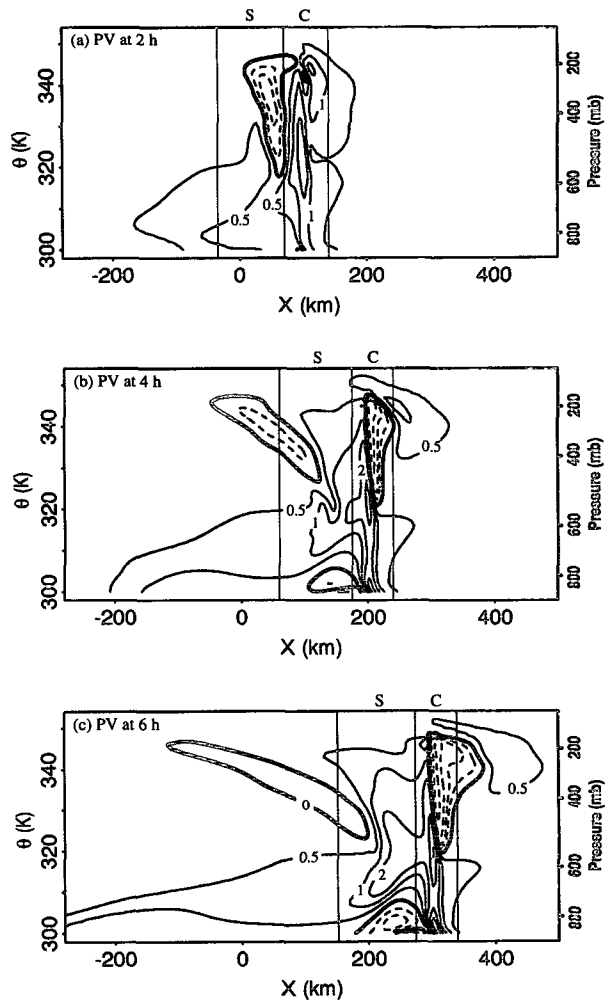 S C
(a) PV at 2 h
340
320
300
θ (K)
200
400
600
800
Pressure (mb)
1
0.5
0.5
1
-200 0 200 400
X (km)
S C
(b) PV at 4 h
340
320
300
θ (K)
200
400
600
800
Pressure (mb)
0.5
2
0.5
1
-200 0 200 400
X (km)
S C
(c) PV at 6 h
340
320
300
θ (K)
200
400
600
800
Pressure (mb)
0.5
0
0.5
2
1
-200 0 200 400
X (km)